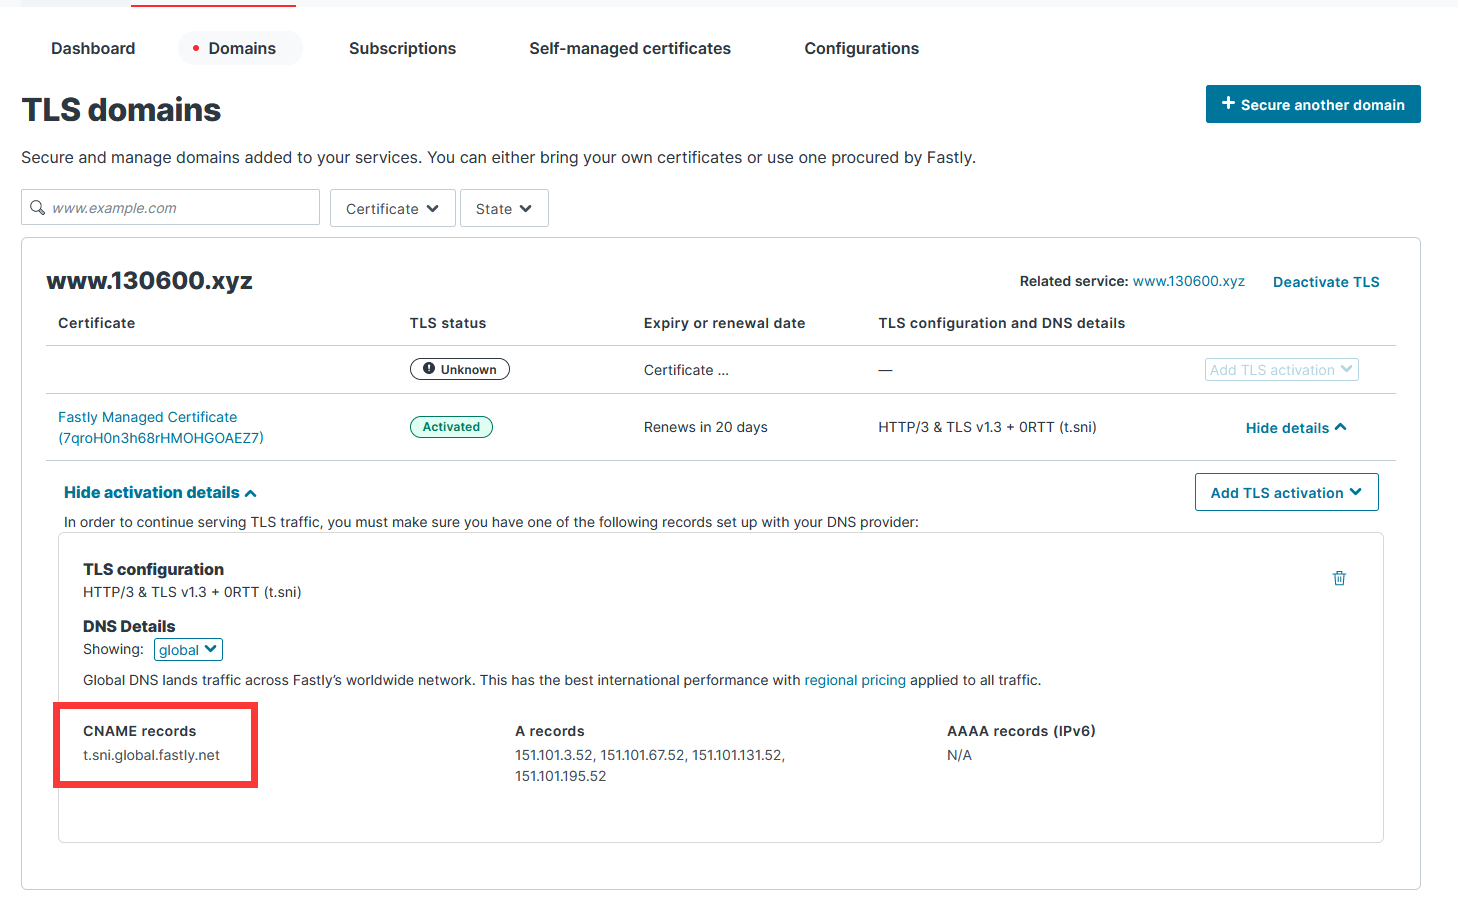 Dashboard Domains Subscriptions Self-managed certificates Configurations
TLS domains
Secure another domain
Secure and manage domains added to your services. You can either bring your own certificates or use one procured by Fastly.
www.example.com Certificate State
www.130600.xyz
Related service: www.130600.xyz Deactivate TLS
Certificate TLS status Expiry or renewal date TLS configuration and DNS details
Unknown Certificate ... — Add TLS activation
Fastly Managed Certificate
(7qroH0n3h68rHMOHGOAEZ7)
Activated Renews in 20 days HTTP/3 & TLS v1.3 + 0RTT (t.sni) Hide details
Hide activation details Add TLS activation
In order to continue serving TLS traffic, you must make sure you have one of the following records set up with your DNS provider:
TLS configuration
HTTP/3 & TLS v1.3 + 0RTT (t.sni)
DNS Details
Showing: global
Global DNS lands traffic across Fastly's worldwide network. This has the best international performance with regional pricing applied to all traffic.
CNAME records A records AAAA records (IPv6)
t.sni.global.fastly.net 151.101.3.52, 151.101.67.52, 151.101.131.52, N/A
151.101.195.52